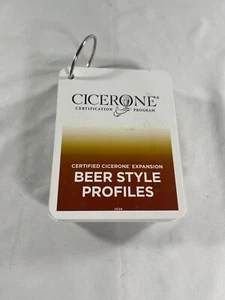 CICERONE®
CERTIFICATION PROGRAM
CERTIFIED CICERONE® EXPANSION
BEER STYLE
PROFILES